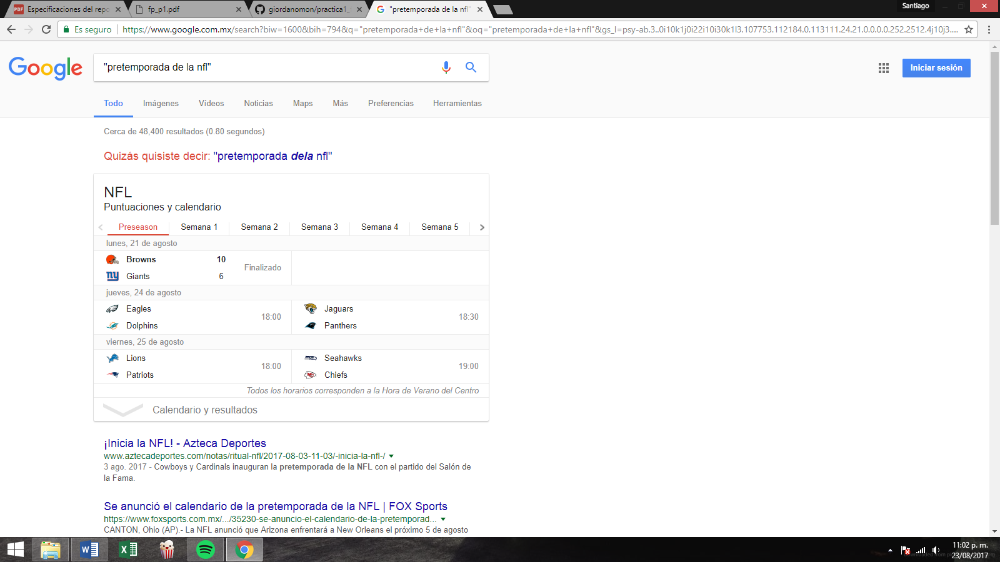 Especificaciones del repo
fp_p1.pdf
giordanomon/practica1_
"pretemporada de la nfl"
Santiago
Es seguro
https://www.google.com.mx/search?biw=1600&bih=794&q="pretemporada+de+la+nfl"&oq="pretemporada+de+la+nfl"&gs_l=psy-ab.3..0i10k1j0i22i10i30k1l3.107753.112184.0.113111.24.21.0.0.0.0.252.2512.4j10j3....
Google
"pretemporada de la nfl"
Iniciar sesión
Todo
Imágenes
Vídeos
Noticias
Maps
Más
Preferencias
Herramientas
Cerca de 48,400 resultados (0.80 segundos)
Quizás quisiste decir: "pretemporada dela nfl"
NFL
Puntuaciones y calendario
Preseason
Semana 1
Semana 2
Semana 3
Semana 4
Semana 5
lunes, 21 de agosto
Browns 10
Giants 6
Finalizado
jueves, 24 de agosto
Eagles
Dolphins
18:00
Jaguars
Panthers
18:30
viernes, 25 de agosto
Lions
Patriots
18:00
Seahawks
Chiefs
19:00
Todos los horarios corresponden a la Hora de Verano del Centro
Calendario y resultados
¡Inicia la NFL! - Azteca Deportes
www.aztecadeportes.com/notas/ritual-nfl/2017-08-03-11-03/-inicia-la-nfl-/
3 ago. 2017 - Cowboys y Cardinals inauguran la pretemporada de la NFL con el partido del Salón de
la Fama.
Se anunció el calendario de la pretemporada de la NFL | FOX Sports
https://www.foxsports.com.mx/.../35230-se-anuncio-el-calendario-de-la-pretemporad...
CANTON, Ohio (AP).- La NFL anunció que Arizona enfrentará a New Orleans el próximo 5 de agosto
11:02 p. m.
23/08/2017